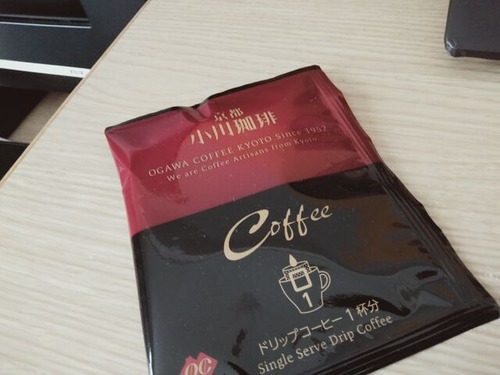 京都
小川珈琲
OGAWA COFFEE KYOTO Since 1952
We are Coffee Artisans from Kyoto.
Coffee
1
ドリップコーヒー 1杯分
Single Serve Drip Coffee
OC